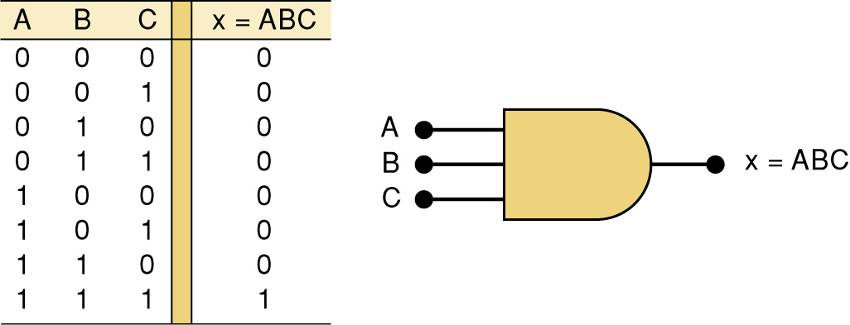 A B C x = ABC
0 0 0 0
0 0 1 0
0 1 0 0
0 1 1 0
1 0 0 0
1 0 1 0
1 1 0 0
1 1 1 1
A
B
C
x = ABC